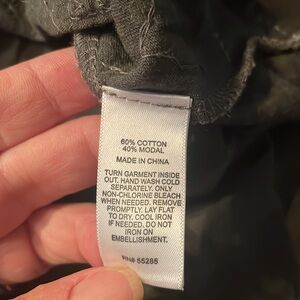 60% COTTON
40% MODAL
MADE IN CHINA
TURN GARMENT INSIDE
OUT. HAND WASH COLD
SEPARATELY. ONLY
NON-CHLORINE BLEACH
WHEN NEEDED. REMOVE
PROMPTLY. LAY FLAT
TO DRY. COOL IRON
IF NEEDED. DO NOT
IRON ON
EMBELLISHMENT.
RN# 55285